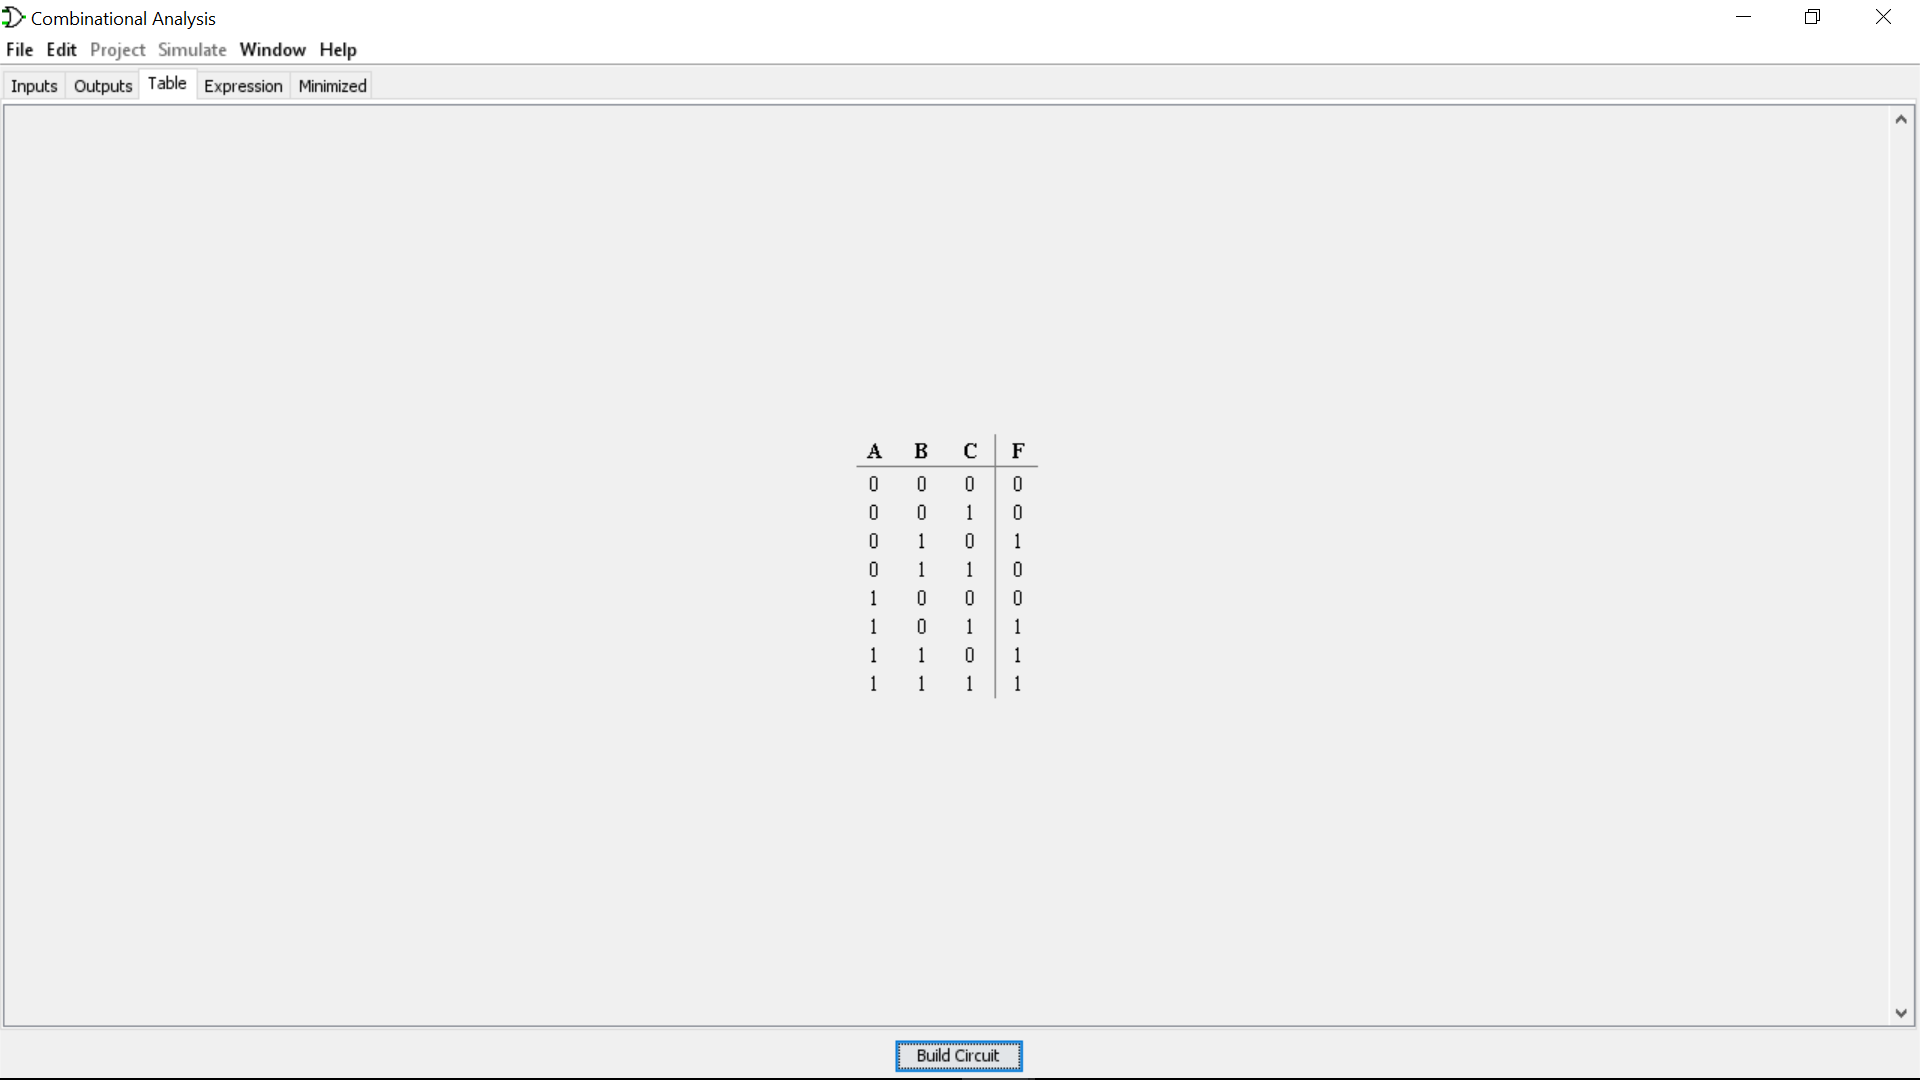 Combinational Analysis
File Edit Project Simulate Window Help
Inputs Outputs Table Expression Minimized
A B C F
0 0 0 0
0 0 1 0
0 1 0 1
0 1 1 0
1 0 0 0
1 0 1 1
1 1 0 1
1 1 1 1
Build Circuit